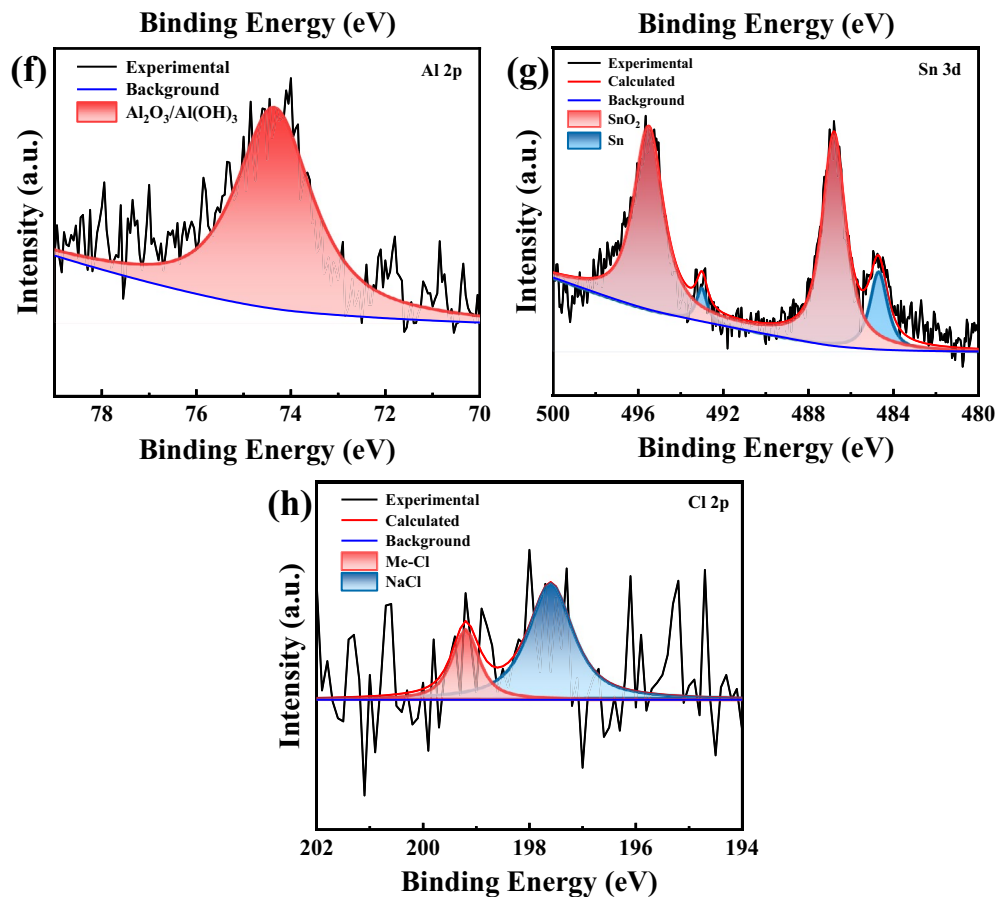 Binding Energy (eV)
Binding Energy (eV)
(f)
Experimental
Background
Al₂O₃/Al(OH)₃
Al 2p
Intensity (a.u.)
78 76 74 72 70
Binding Energy (eV)
(g)
Experimental
Calculated
Background
SnO₂
Sn
Sn 3d
Intensity (a.u.)
500 496 492 488 484 480
Binding Energy (eV)
(h)
Experimental
Calculated
Background
Me-Cl
NaCl
Cl 2p
Intensity (a.u.)
202 200 198 196 194
Binding Energy (eV)